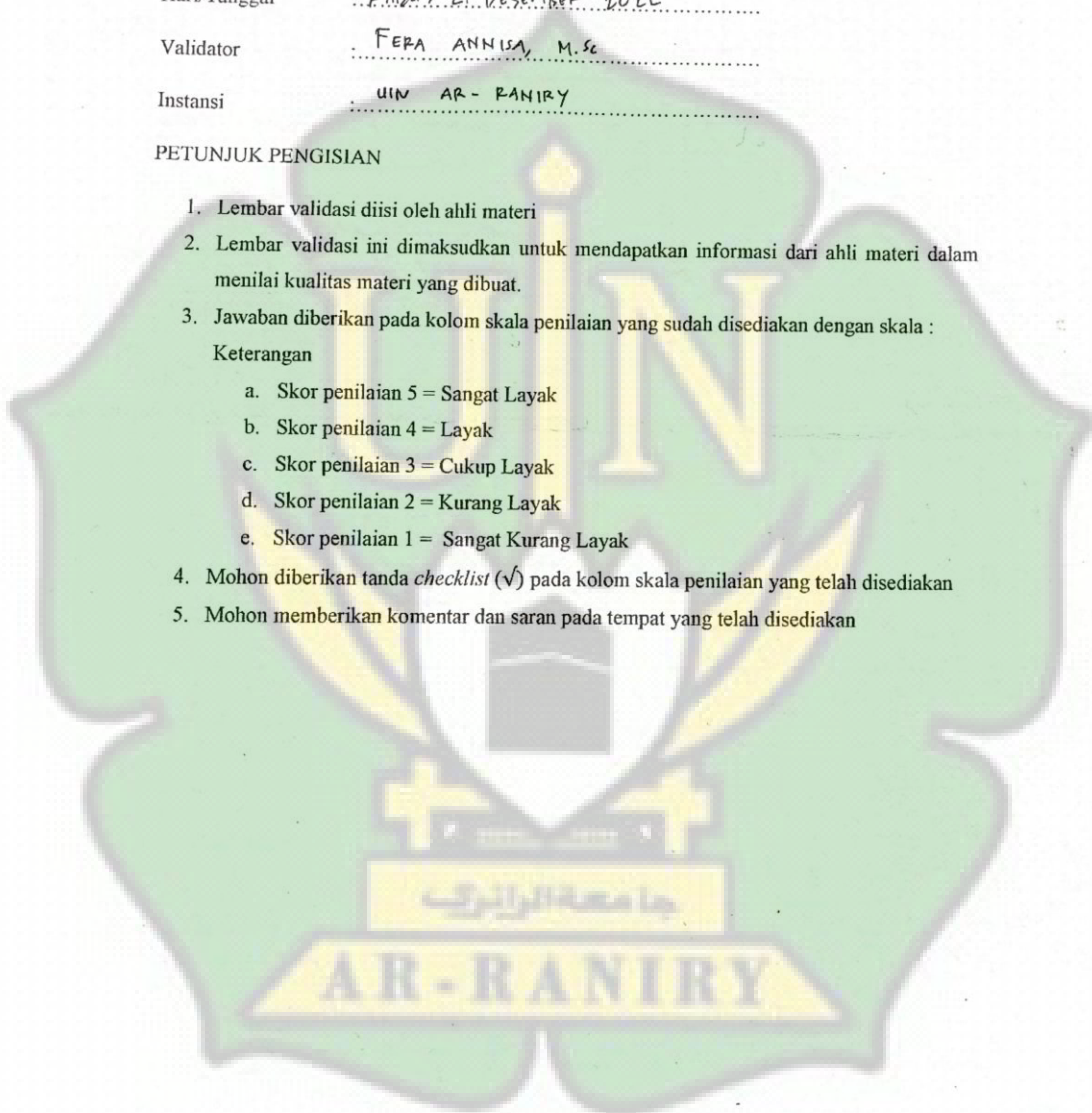 Validator : FERA ANNISA, M.Sc
Instansi : UIN AR - RANIRY
PETUNJUK PENGISIAN
1. Lembar validasi diisi oleh ahli materi
2. Lembar validasi ini dimaksudkan untuk mendapatkan informasi dari ahli materi dalam
menilai kualitas materi yang dibuat.
3. Jawaban diberikan pada kolom skala penilaian yang sudah disediakan dengan skala :
Keterangan
a. Skor penilaian 5 = Sangat Layak
b. Skor penilaian 4 = Layak
c. Skor penilaian 3 = Cukup Layak
d. Skor penilaian 2 = Kurang Layak
e. Skor penilaian 1 = Sangat Kurang Layak
4. Mohon diberikan tanda checklist (√) pada kolom skala penilaian yang telah disediakan
5. Mohon memberikan komentar dan saran pada tempat yang telah disediakan
UIN
جامعة الرانري
AR-RANIRY